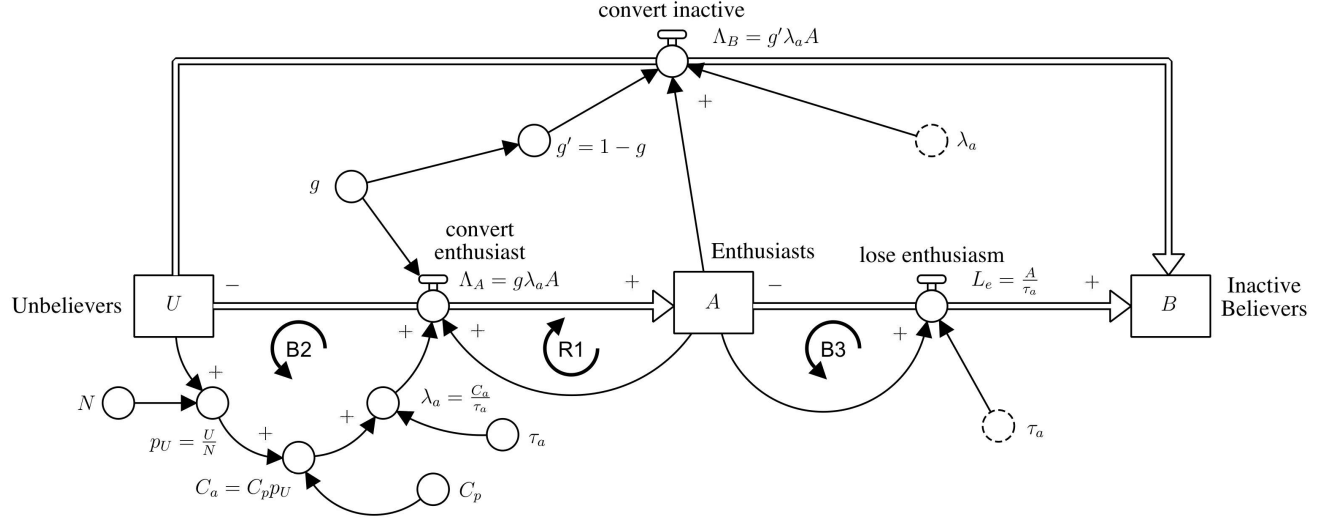 convert inactive
Λ_B = g′λ_a A
+
g′ = 1 − g
λ_a
g
convert
enthusiast
Λ_A = gλ_a A
Enthusiasts
lose enthusiasm
L_e = A/τ_a
Unbelievers
U
−
+
A
−
+
B
Inactive
Believers
B2
+
+
R1
B3
+
+
N
p_U = U/N
+
+
λ_a = C_a/τ_a
τ_a
τ_a
C_a = C_p p_U
C_p